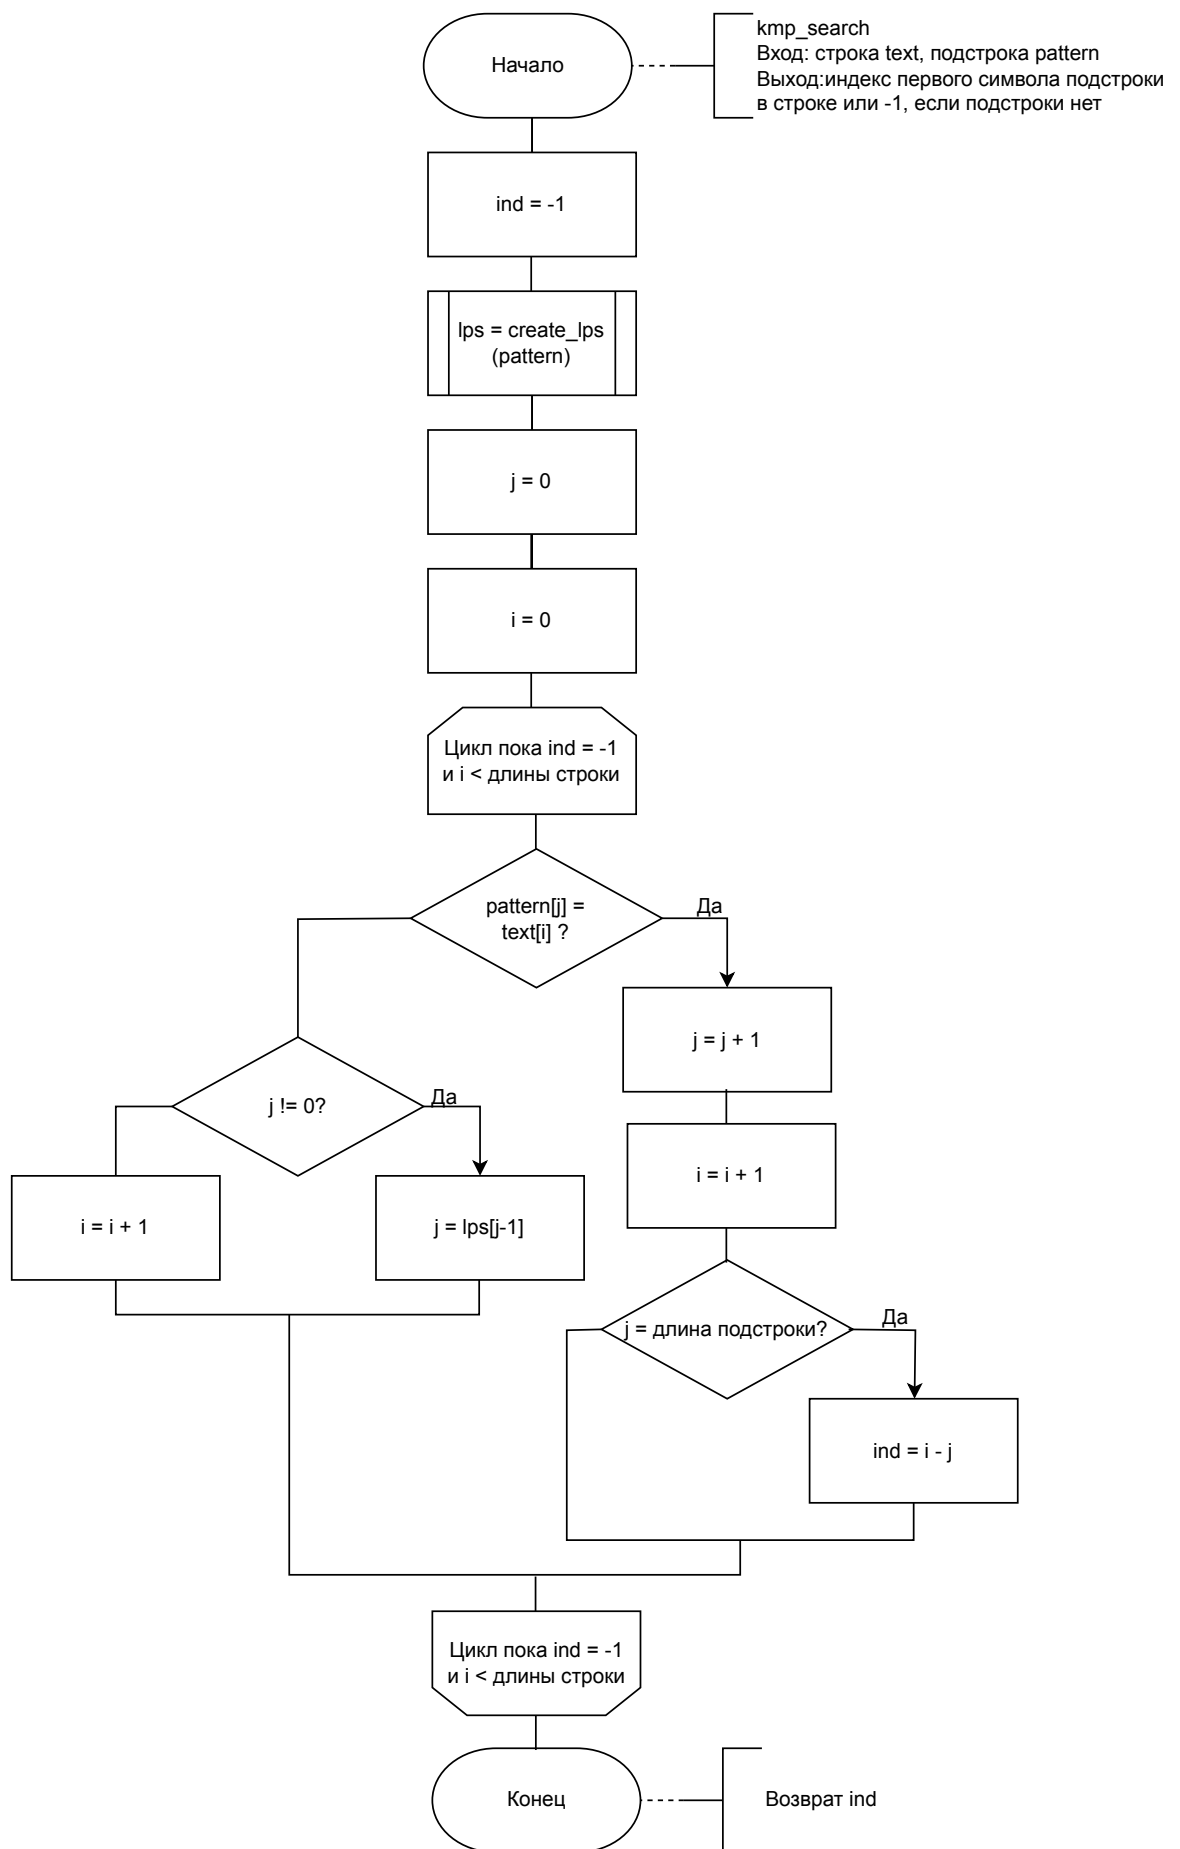 Начало
kmp_search
Вход: строка text, подстрока pattern
Выход:индекс первого символа подстроки
в строке или -1, если подстроки нет
ind = -1
lps = create_lps
(pattern)
j = 0
i = 0
Цикл пока ind = -1
и i < длины строки
pattern[j] =
text[i] ?
Да
j = j + 1
j != 0?
Да
i = i + 1
i = i + 1
j = lps[j-1]
j = длина подстроки?
Да
ind = i - j
Цикл пока ind = -1
и i < длины строки
Конец
Возврат ind